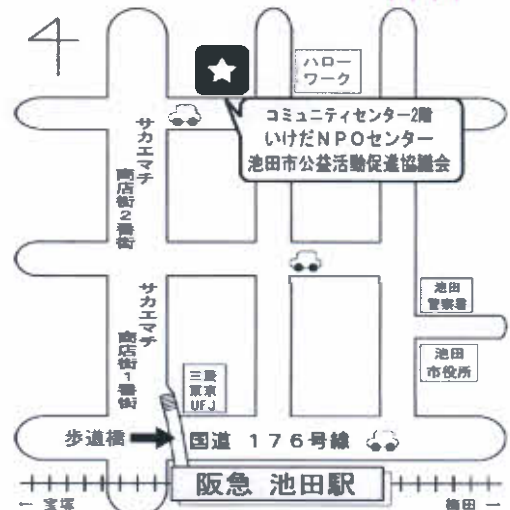 ハロー
ワーク
コミュニティセンター2階
いけだNPOセンター
池田市公益活動促進協議会
サカエマチ
商店街2番街
サカエマチ
商店街1番街
池田
警察署
池田
市役所
三菱
東京
UFJ
歩道橋
国道 176号線
阪急 池田駅
← 宝塚
梅田 →